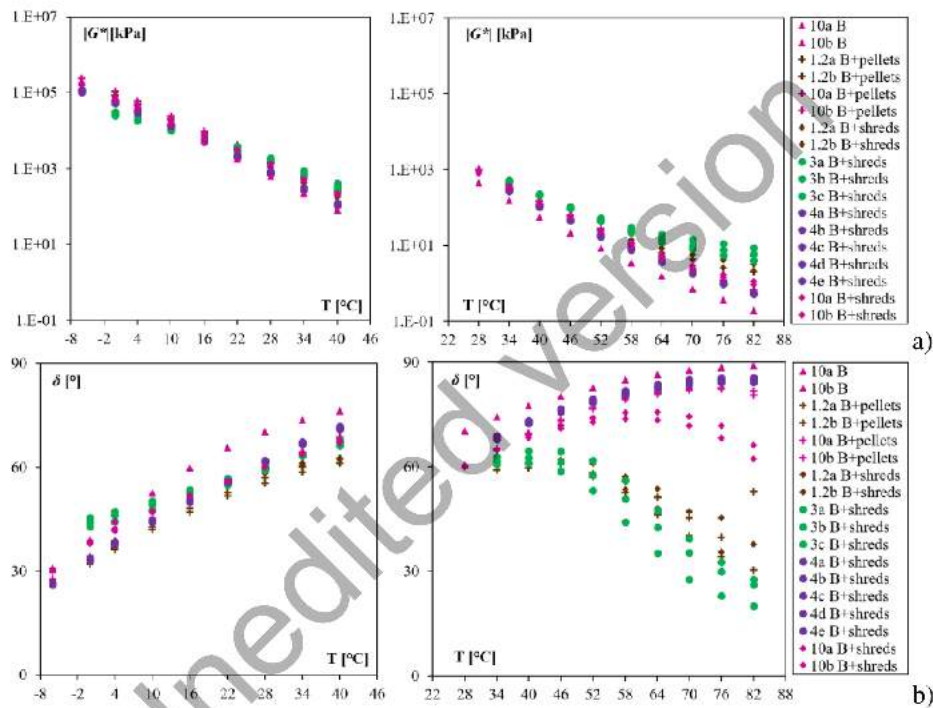 |G*|[kPa]
1.E+07
1.E+05
1.E+03
1.E+01
1.E-01
T [°C]
-8 -2 4 10 16 22 28 34 40 46
|G*| [kPa]
1.E+07
1.E+05
1.E+03
1.E+01
1.E-01
T [°C]
22 28 34 40 46 52 58 64 70 76 82 88
10a B
10b B
1.2a B+pellets
1.2b B+pellets
10a B+pellets
10b B+pellets
1.2a B+shreds
1.2b B+shreds
3a B+shreds
3b B+shreds
3c B+shreds
4a B+shreds
4b B+shreds
4c B+shreds
4d B+shreds
4e B+shreds
10a B+shreds
10b B+shreds
a)
δ [°]
90
60
30
0
T [°C]
-8 -2 4 10 16 22 28 34 40 46
δ [°]
90
60
30
0
T [°C]
22 28 34 40 46 52 58 64 70 76 82 88
10a B
10b B
1.2a B+pellets
1.2b B+pellets
10a B+pellets
10b B+pellets
1.2a B+shreds
1.2b B+shreds
3a B+shreds
3b B+shreds
3c B+shreds
4a B+shreds
4b B+shreds
4c B+shreds
4d B+shreds
4e B+shreds
10a B+shreds
10b B+shreds
b)
Unedited version